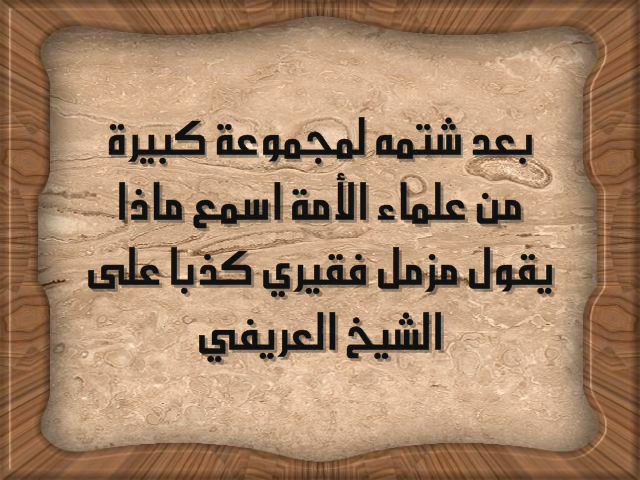 بعد شتمه لمجموعة كبيرة
من علماء الأمة اسمع ماذا
يقول مزمل فقيري كذبا على
الشيخ العريفي